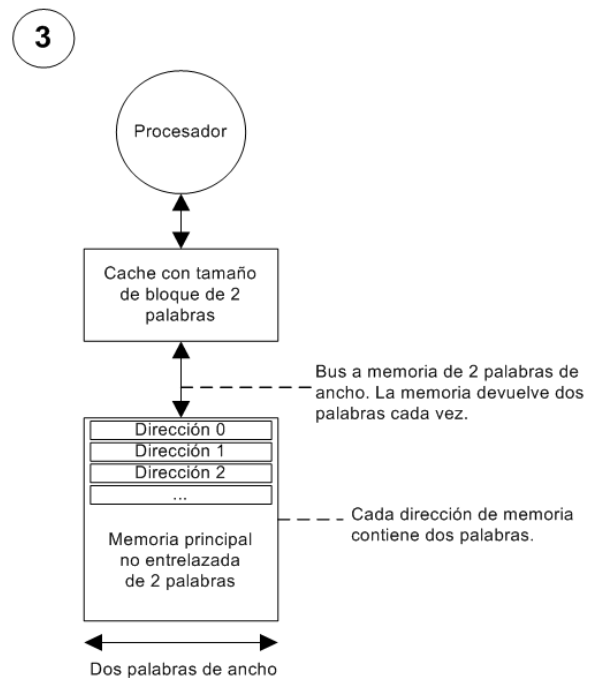 3
Procesador
Cache con tamaño
de bloque de 2
palabras
Bus a memoria de 2 palabras de
ancho. La memoria devuelve dos
palabras cada vez.
Dirección 0
Dirección 1
Dirección 2
...
Cada dirección de memoria
contiene dos palabras.
Memoria principal
no entrelazada
de 2 palabras
Dos palabras de ancho